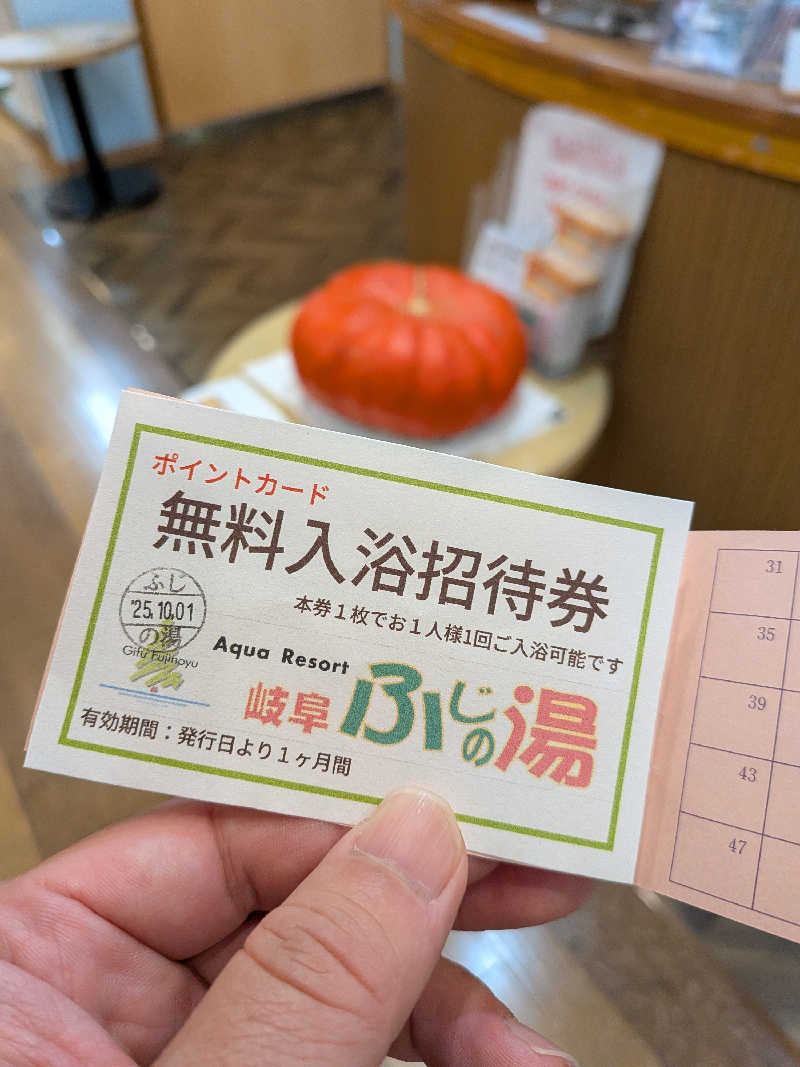 ポイントカード
無料入浴招待券
本券１枚でお１人様1回ご入浴可能です
ふじ
'25.10.01
の湯
Gifu Fujinoyu
Aqua Resort
岐阜 ふじの湯
有効期間：発行日より１ヶ月間
31
35
39
43
47